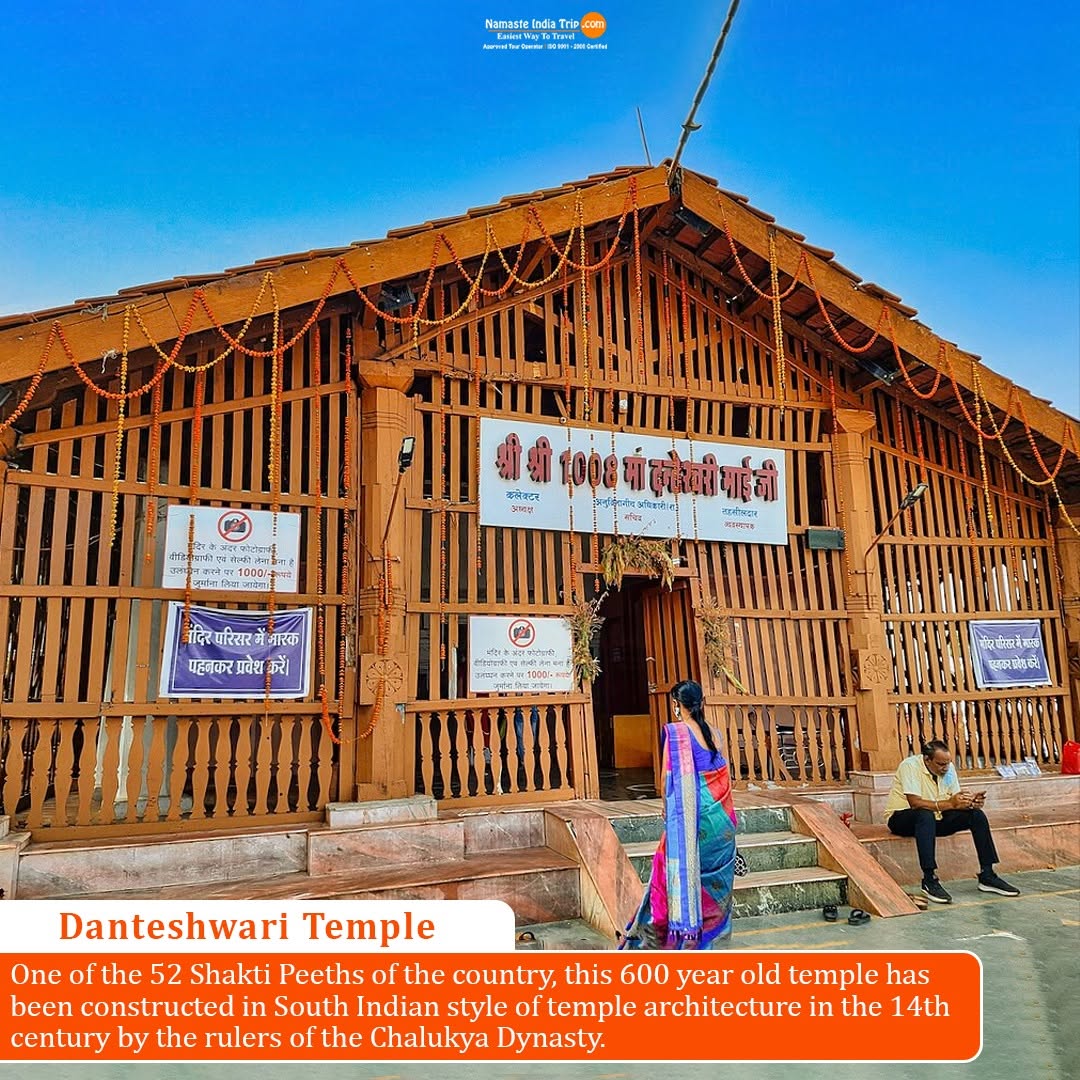 Namaste India Trip .com
Easiest Way To Travel
Approved Tour Operator | ISO 9001 - 2008 Certified
श्री श्री 1008 मां दन्तेश्वरी माई जी
कलेक्टर
अध्यक्ष
अनुविभागीय अधिकारी
सचिव
तहसीलदार
व्यवस्थापक
मंदिर के अंदर फोटोग्राफी
वीडियोग्राफी एवं सेल्फी लेना मना है
उलंघन करने पर 1000/- रूपये
जुर्माना लिया जायेगा।
मंदिर परिसर में मास्क
पहनकर प्रवेश करें|
मंदिर के अंदर फोटोग्राफी
वीडियोग्राफी एवं सेल्फी लेना मना है
उलंघन करने पर 1000/- रूपये
जुर्माना लिया जायेगा।
मंदिर परिसर में मास्क
पहनकर प्रवेश करें|
Danteshwari Temple
One of the 52 Shakti Peeths of the country, this 600 year old temple has
been constructed in South Indian style of temple architecture in the 14th
century by the rulers of the Chalukya Dynasty.